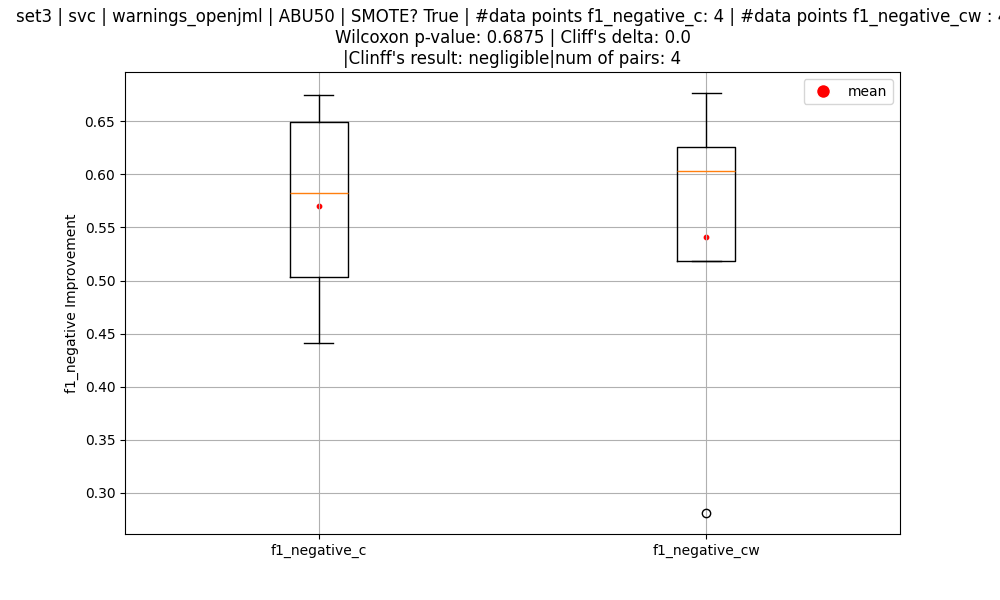 set3 | svc | warnings_openjml | ABU50 | SMOTE? True | #data points f1_negative_c: 4 | #data points f1_negative_cw :
Wilcoxon p-value: 0.6875 | Cliff's delta: 0.0
|Clinff's result: negligible|num of pairs: 4
mean
f1_negative Improvement
0.65
0.60
0.55
0.50
0.45
0.40
0.35
0.30
f1_negative_c
f1_negative_cw